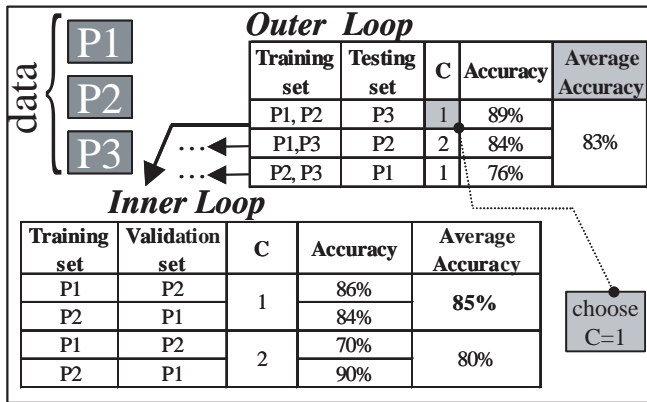 data
P1
P2
P3
Outer Loop
Training set | Testing set | C | Accuracy | Average Accuracy
P1, P2 | P3 | 1 | 89% | 83%
P1,P3 | P2 | 2 | 84%
P2, P3 | P1 | 1 | 76%
...
...
Inner Loop
Training set | Validation set | C | Accuracy | Average Accuracy
P1 | P2 | 1 | 86% | 85%
P2 | P1 | 84%
P1 | P2 | 2 | 70% | 80%
P2 | P1 | 90%
choose
C=1